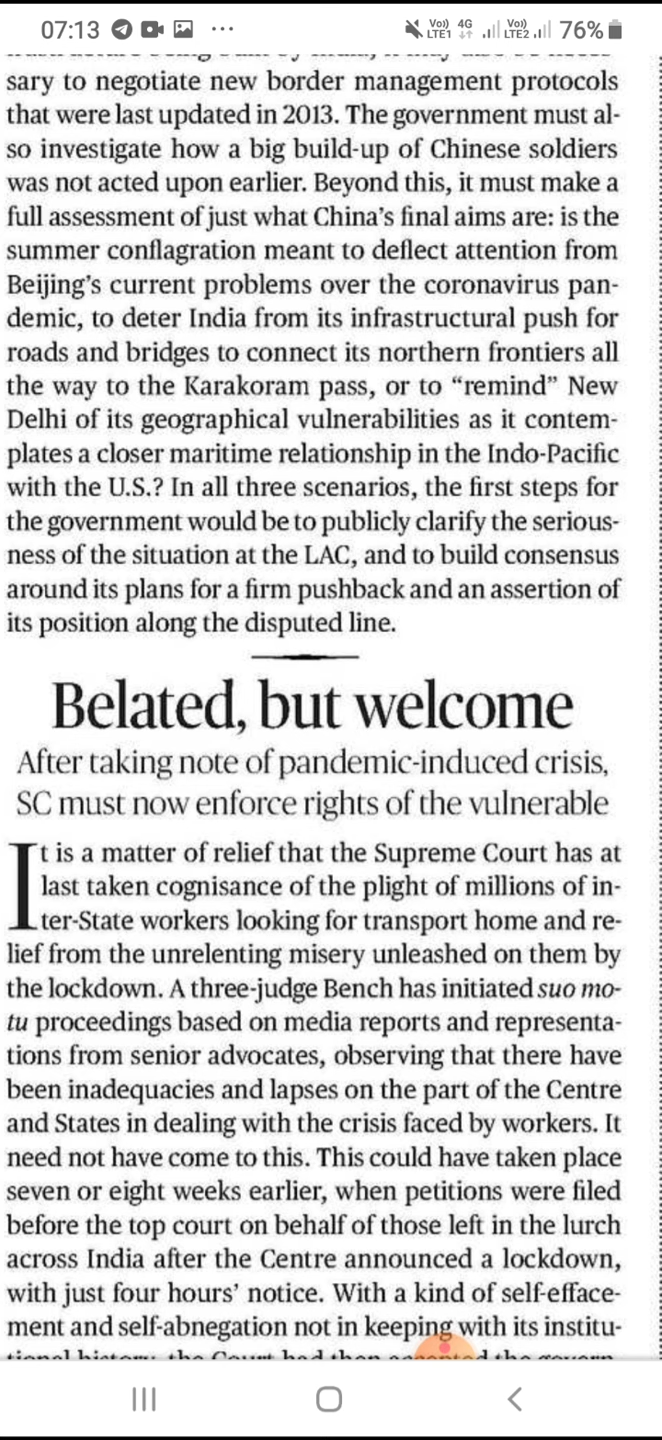 07:13 ... Vo)) LTE1 4G Vo)) LTE2 76%
sary to negotiate new border management protocols
that were last updated in 2013. The government must al-
so investigate how a big build-up of Chinese soldiers
was not acted upon earlier. Beyond this, it must make a
full assessment of just what China’s final aims are: is the
summer conflagration meant to deflect attention from
Beijing’s current problems over the coronavirus pan-
demic, to deter India from its infrastructural push for
roads and bridges to connect its northern frontiers all
the way to the Karakoram pass, or to “remind” New
Delhi of its geographical vulnerabilities as it contem-
plates a closer maritime relationship in the Indo-Pacific
with the U.S.? In all three scenarios, the first steps for
the government would be to publicly clarify the serious-
ness of the situation at the LAC, and to build consensus
around its plans for a firm pushback and an assertion of
its position along the disputed line.
Belated, but welcome
After taking note of pandemic-induced crisis,
SC must now enforce rights of the vulnerable
It is a matter of relief that the Supreme Court has at
last taken cognisance of the plight of millions of in-
ter-State workers looking for transport home and re-
lief from the unrelenting misery unleashed on them by
the lockdown. A three-judge Bench has initiated suo mo-
tu proceedings based on media reports and representa-
tions from senior advocates, observing that there have
been inadequacies and lapses on the part of the Centre
and States in dealing with the crisis faced by workers. It
need not have come to this. This could have taken place
seven or eight weeks earlier, when petitions were filed
before the top court on behalf of those left in the lurch
across India after the Centre announced a lockdown,
with just four hours’ notice. With a kind of self-efface-
ment and self-abnegation not in keeping with its institu-